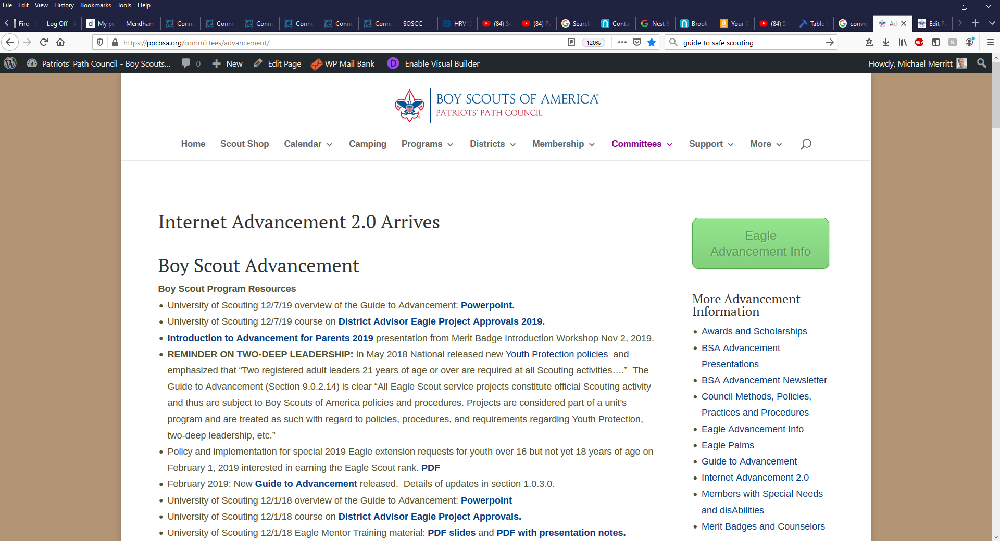 File Edit View History Bookmarks Tools Help
Fire - Log Off - My pu Mendham Conne Conne Conne Conne Conne Conne SOSCC HRV15 (84) (84) Search Conta Nest & Brook Your (84) 5 Table conve Ad Edit
https://ppcbsa.org/committees/advancement/ 120% guide to safe scouting ABP
Patriots' Path Council - Boy Scouts... 0 New Edit Page WP Mail Bank D Enable Visual Builder Howdy, Michael Merritt
BOY SCOUTS OF AMERICA®
PATRIOTS' PATH COUNCIL
Home Scout Shop Calendar Camping Programs Districts Membership Committees Support More
Internet Advancement 2.0 Arrives
Boy Scout Advancement
Boy Scout Program Resources
• University of Scouting 12/7/19 overview of the Guide to Advancement: Powerpoint.
• University of Scouting 12/7/19 course on District Advisor Eagle Project Approvals 2019.
• Introduction to Advancement for Parents 2019 presentation from Merit Badge Introduction Workshop Nov 2, 2019.
• REMINDER ON TWO-DEEP LEADERSHIP: In May 2018 National released new Youth Protection policies and
emphasized that “Two registered adult leaders 21 years of age or over are required at all Scouting activities….” The
Guide to Advancement (Section 9.0.2.14) is clear “All Eagle Scout service projects constitute official Scouting activity
and thus are subject to Boy Scouts of America policies and procedures. Projects are considered part of a unit’s
program and are treated as such with regard to policies, procedures, and requirements regarding Youth Protection,
two-deep leadership, etc.”
• Policy and implementation for special 2019 Eagle extension requests for youth over 16 but not yet 18 years of age on
February 1, 2019 interested in earning the Eagle Scout rank. PDF
• February 2019: New Guide to Advancement released. Details of updates in section 1.0.3.0.
• University of Scouting 12/1/18 overview of the Guide to Advancement: Powerpoint
• University of Scouting 12/1/18 course on District Advisor Eagle Project Approvals.
• University of Scouting 12/1/18 Eagle Mentor Training material: PDF slides and PDF with presentation notes.
Eagle
Advancement Info
More Advancement
Information
• Awards and Scholarships
• BSA Advancement
Presentations
• BSA Advancement Newsletter
• Council Methods, Policies,
Practices and Procedures
• Eagle Advancement Info
• Eagle Palms
• Guide to Advancement
• Internet Advancement 2.0
• Members with Special Needs
and disAbilities
• Merit Badges and Counselors